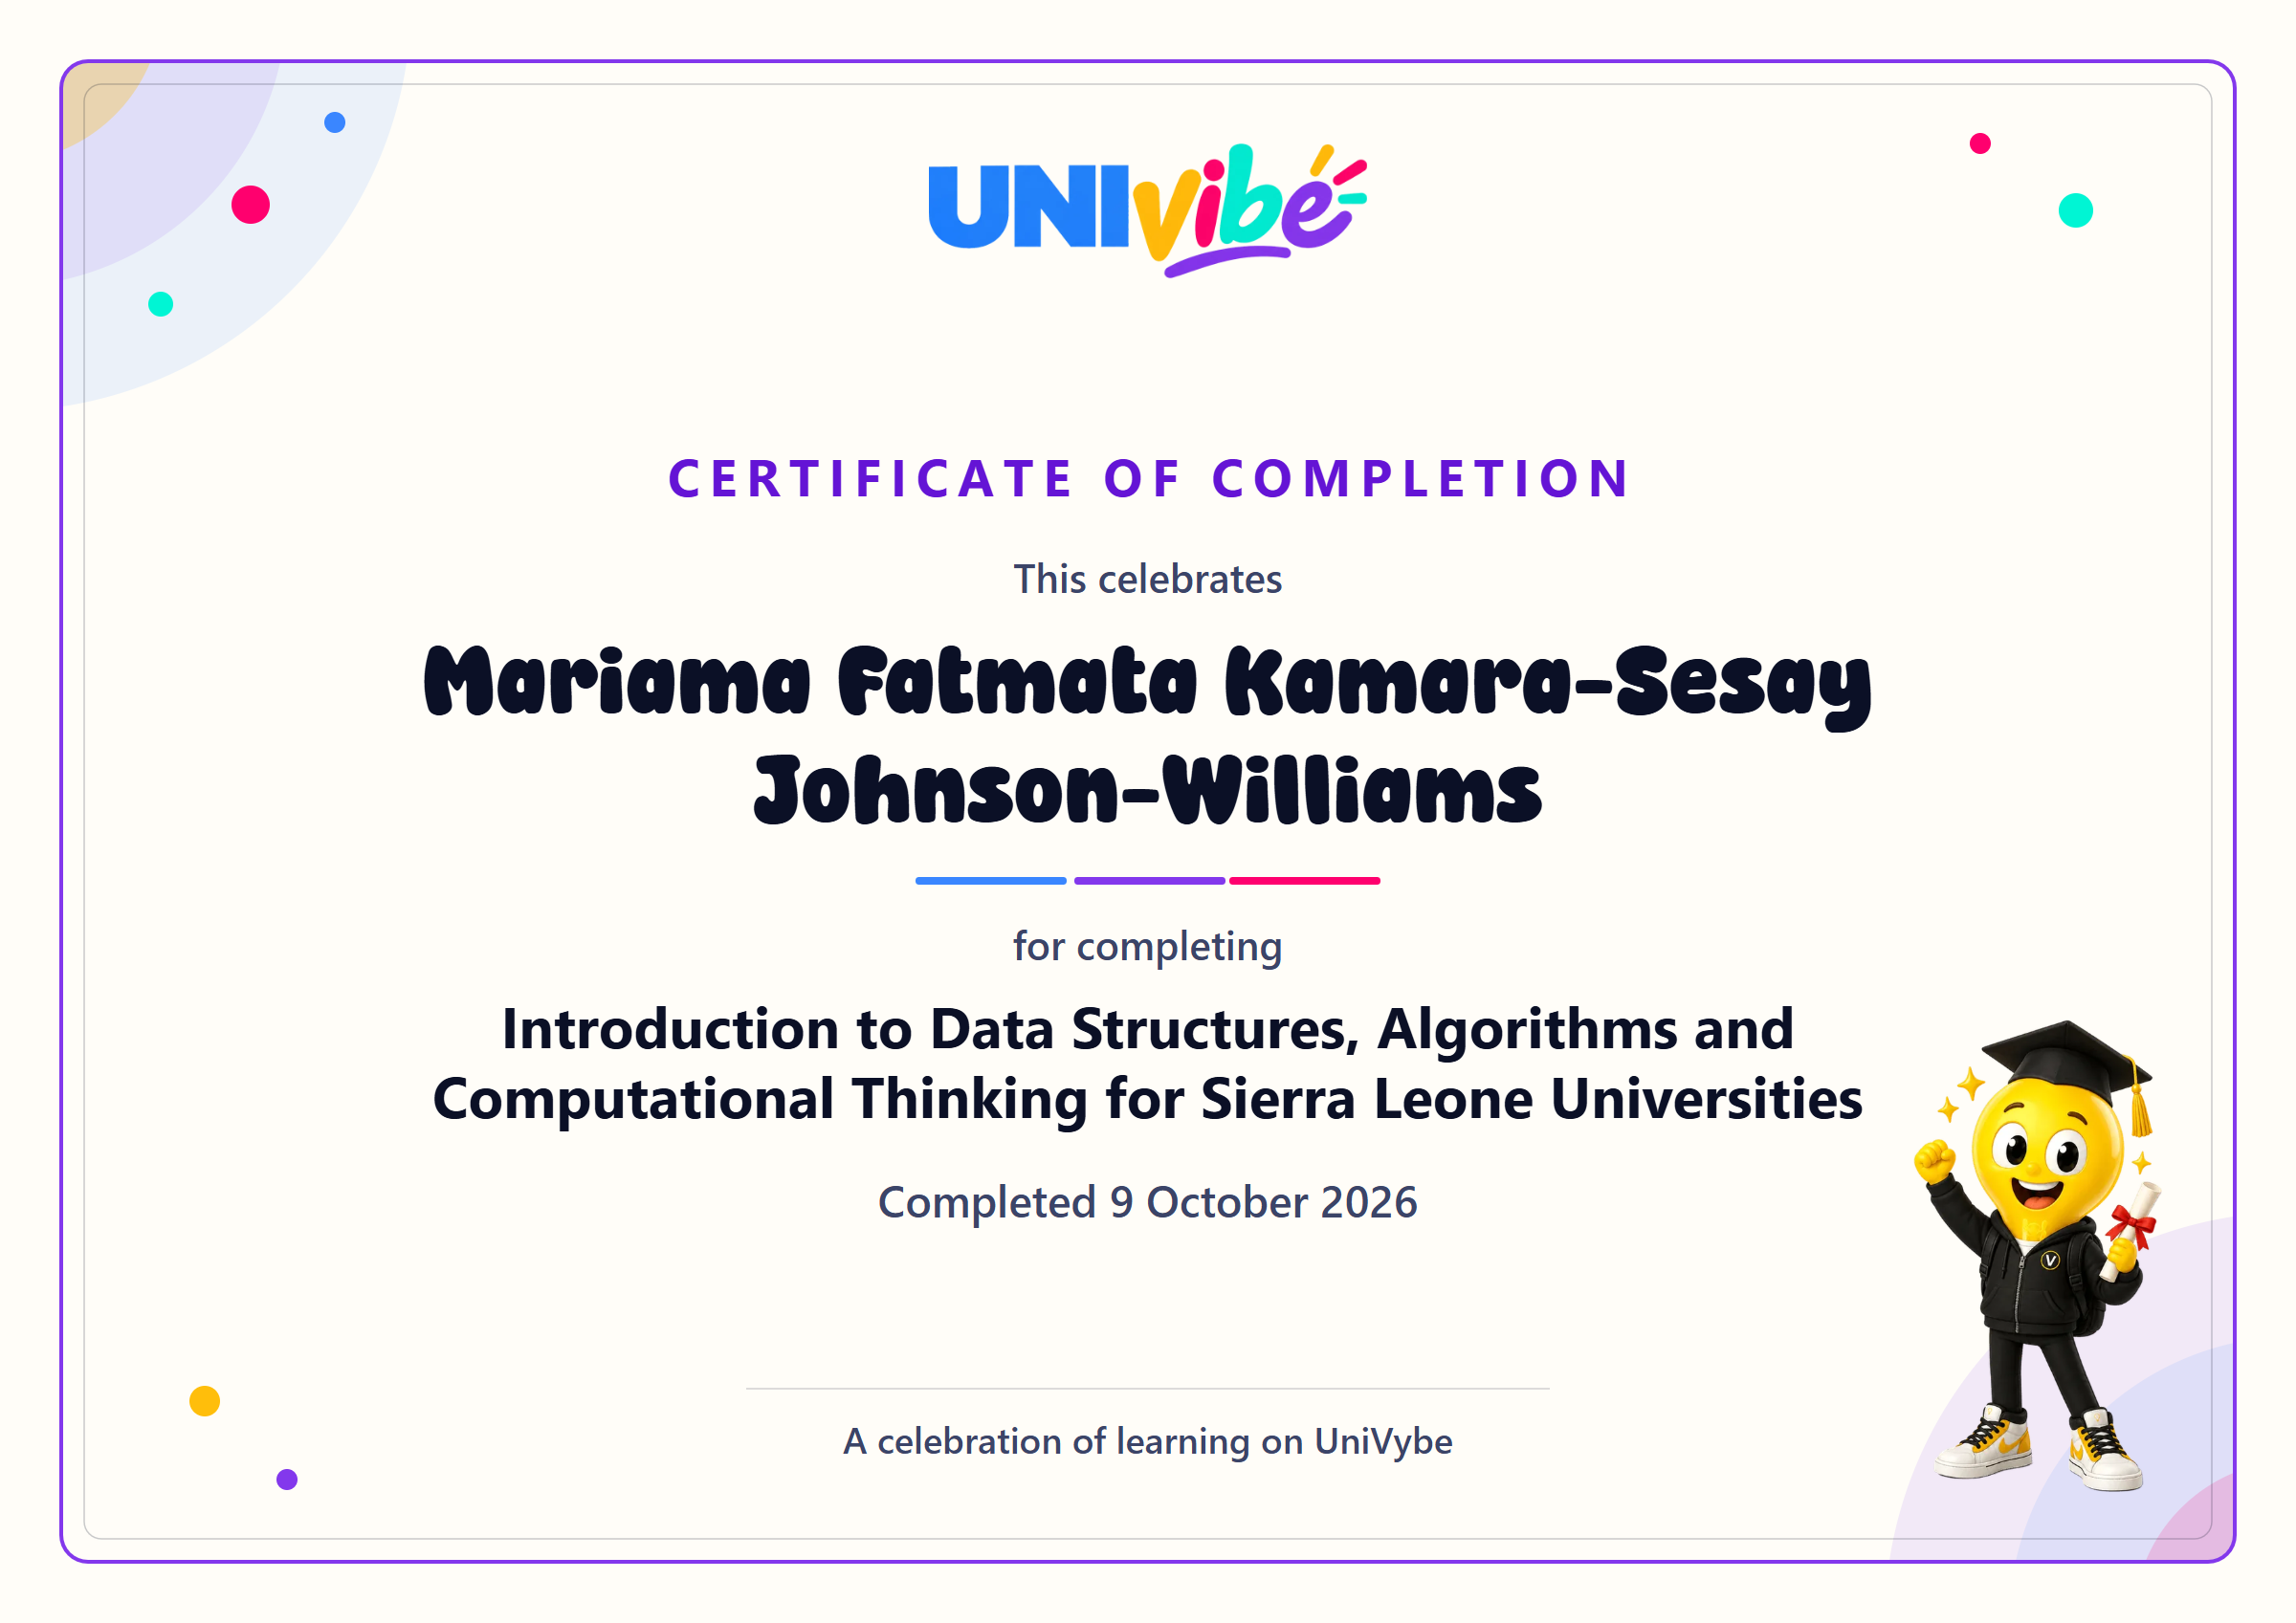 UNIvibe
CERTIFICATE OF COMPLETION
This celebrates
Mariama Fatmata Kamara-Sesay
Johnson-Williams
for completing
Introduction to Data Structures, Algorithms and
Computational Thinking for Sierra Leone Universities
Completed 9 October 2026
V
A celebration of learning on UniVybe